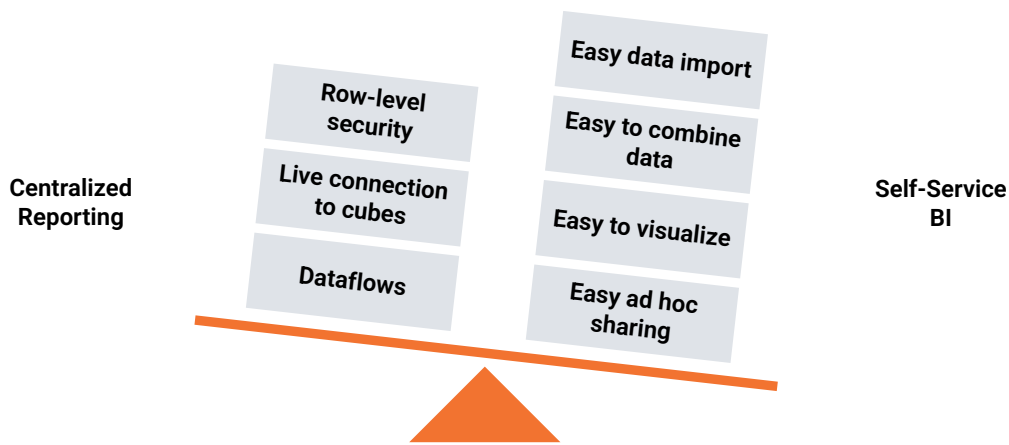 Centralized
Reporting
Row-level
security
Live connection
to cubes
Dataflows
Easy data import
Easy to combine
data
Easy to visualize
Easy ad hoc
sharing
Self-Service
BI